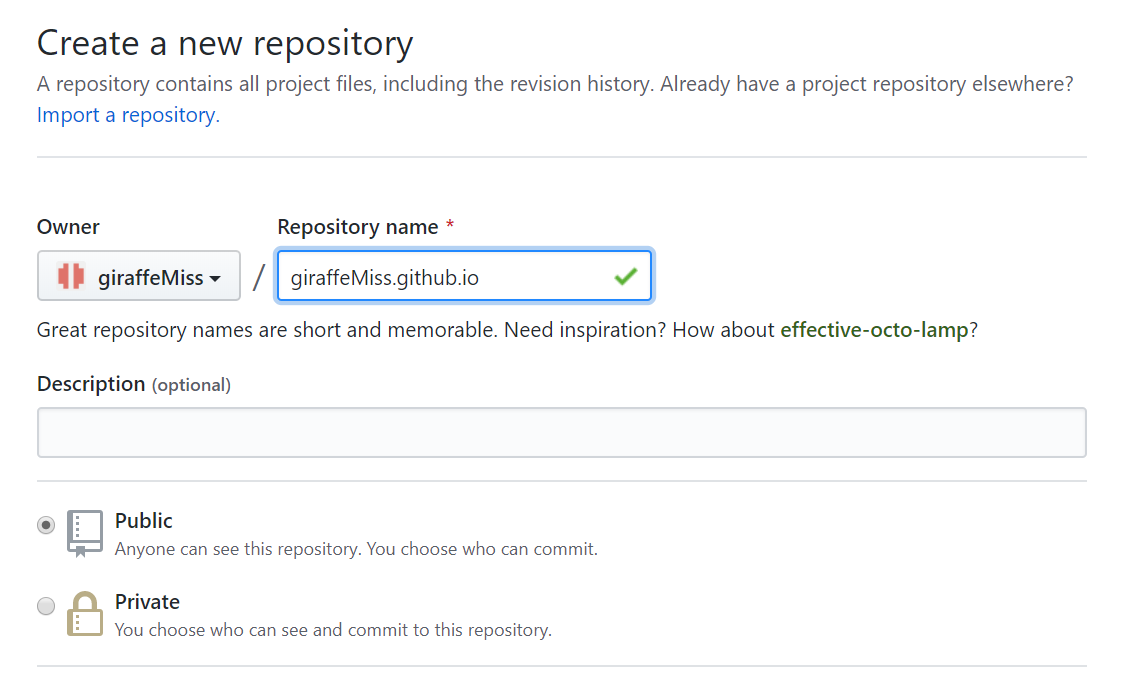 Create a new repository
A repository contains all project files, including the revision history. Already have a project repository elsewhere?
Import a repository.
Owner
Repository name *
giraffeMiss
/
giraffeMiss.github.io
Great repository names are short and memorable. Need inspiration? How about effective-octo-lamp?
Description (optional)
Public
Anyone can see this repository. You choose who can commit.
Private
You choose who can see and commit to this repository.